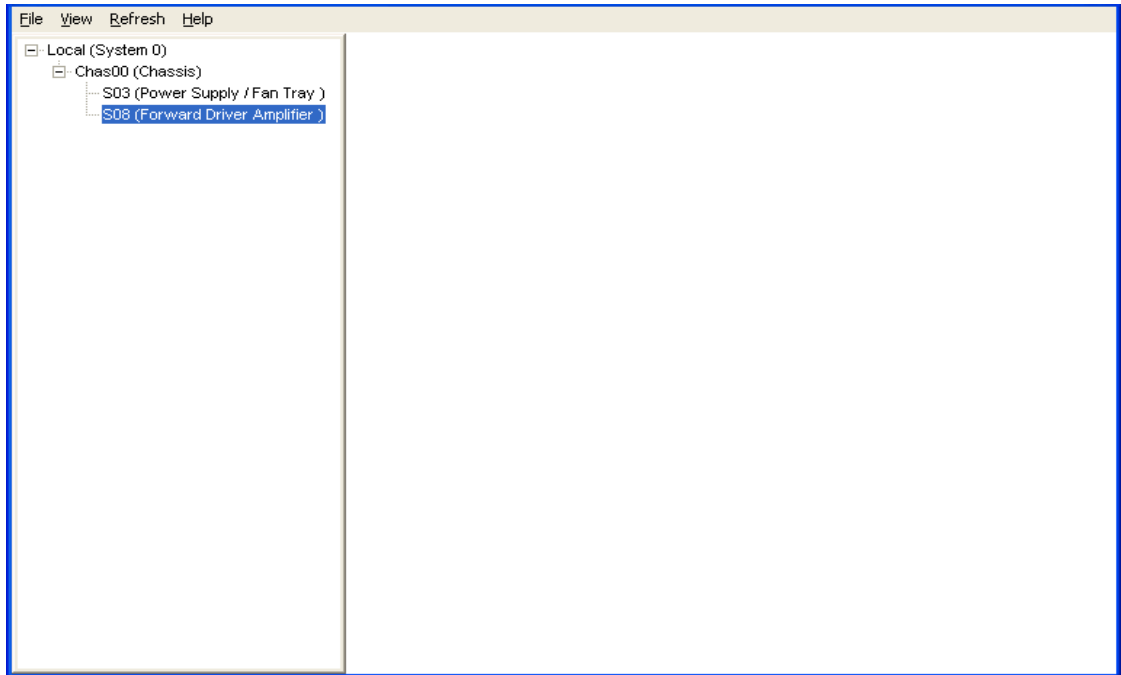 File View Refresh Help
Local (System 0)
Chas00 (Chassis)
S03 (Power Supply / Fan Tray )
S08 (Forward Driver Amplifier )